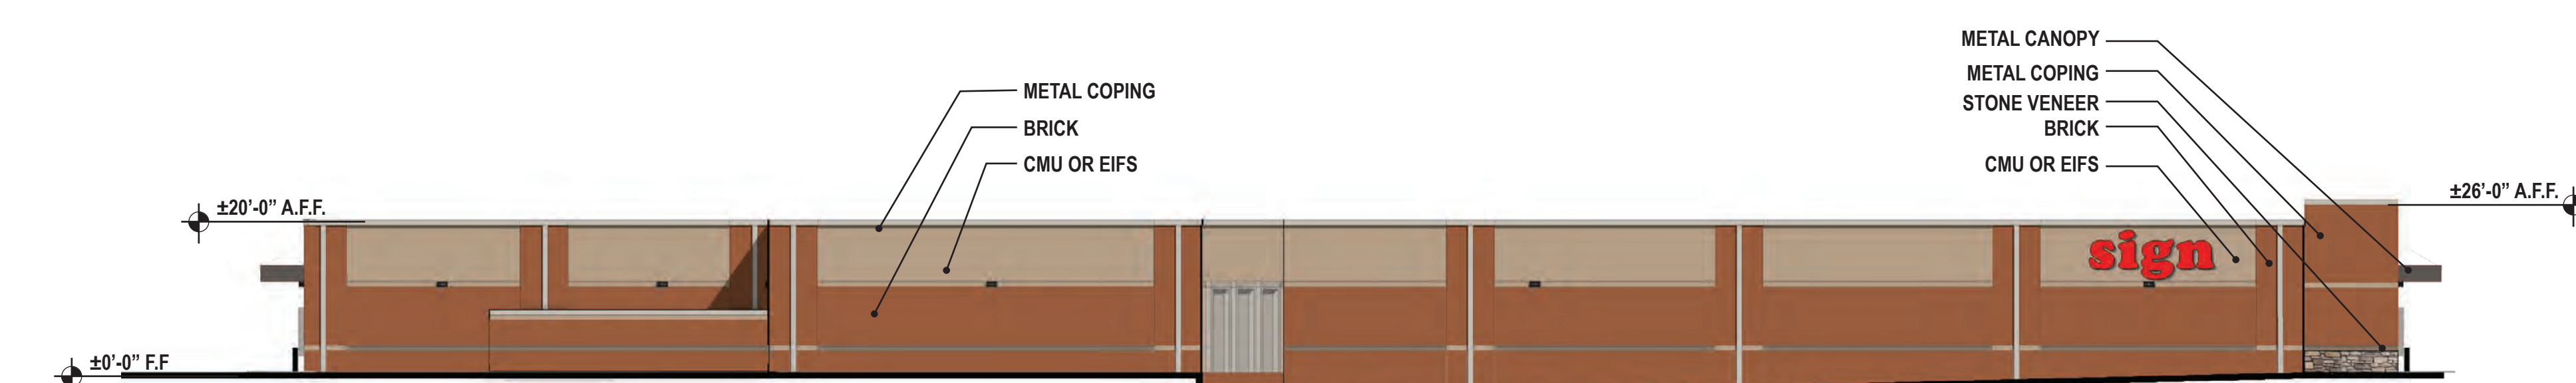 METAL CANOPY
METAL COPING
STONE VENEER
BRICK
CMU OR EIFS
METAL COPING
BRICK
CMU OR EIFS
±20'-0” A.F.F.
±26'-0” A.F.F.
sign
±0'-0” F.F